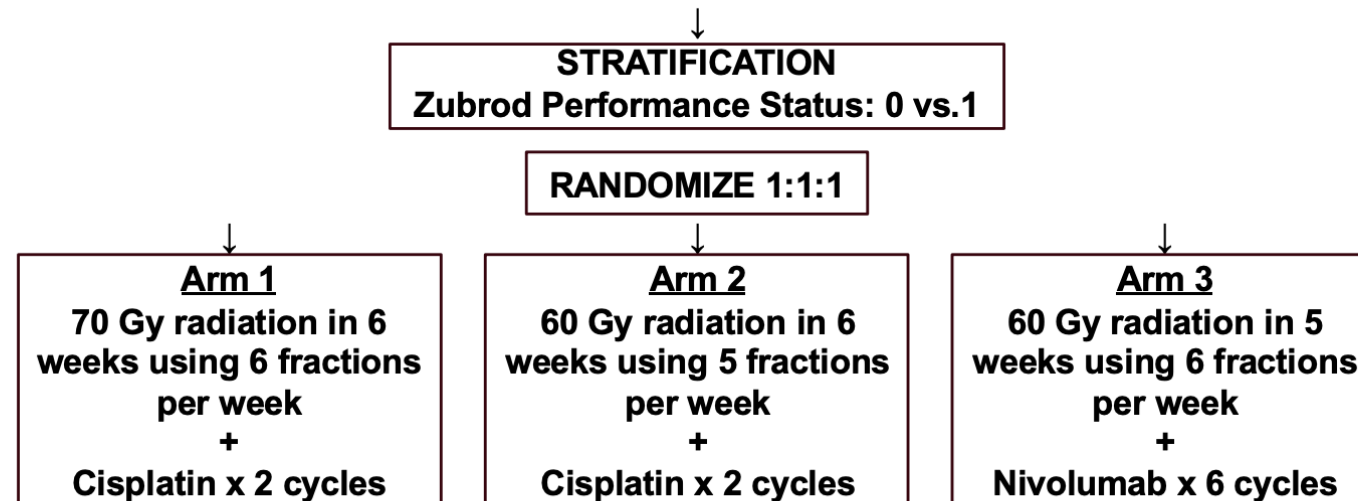 STRATIFICATION
Zubrod Performance Status: 0 vs.1
RANDOMIZE 1:1:1
Arm 1
70 Gy radiation in 6
weeks using 6 fractions
per week
+
Cisplatin x 2 cycles
Arm 2
60 Gy radiation in 6
weeks using 5 fractions
per week
+
Cisplatin x 2 cycles
Arm 3
60 Gy radiation in 5
weeks using 6 fractions
per week
+
Nivolumab x 6 cycles